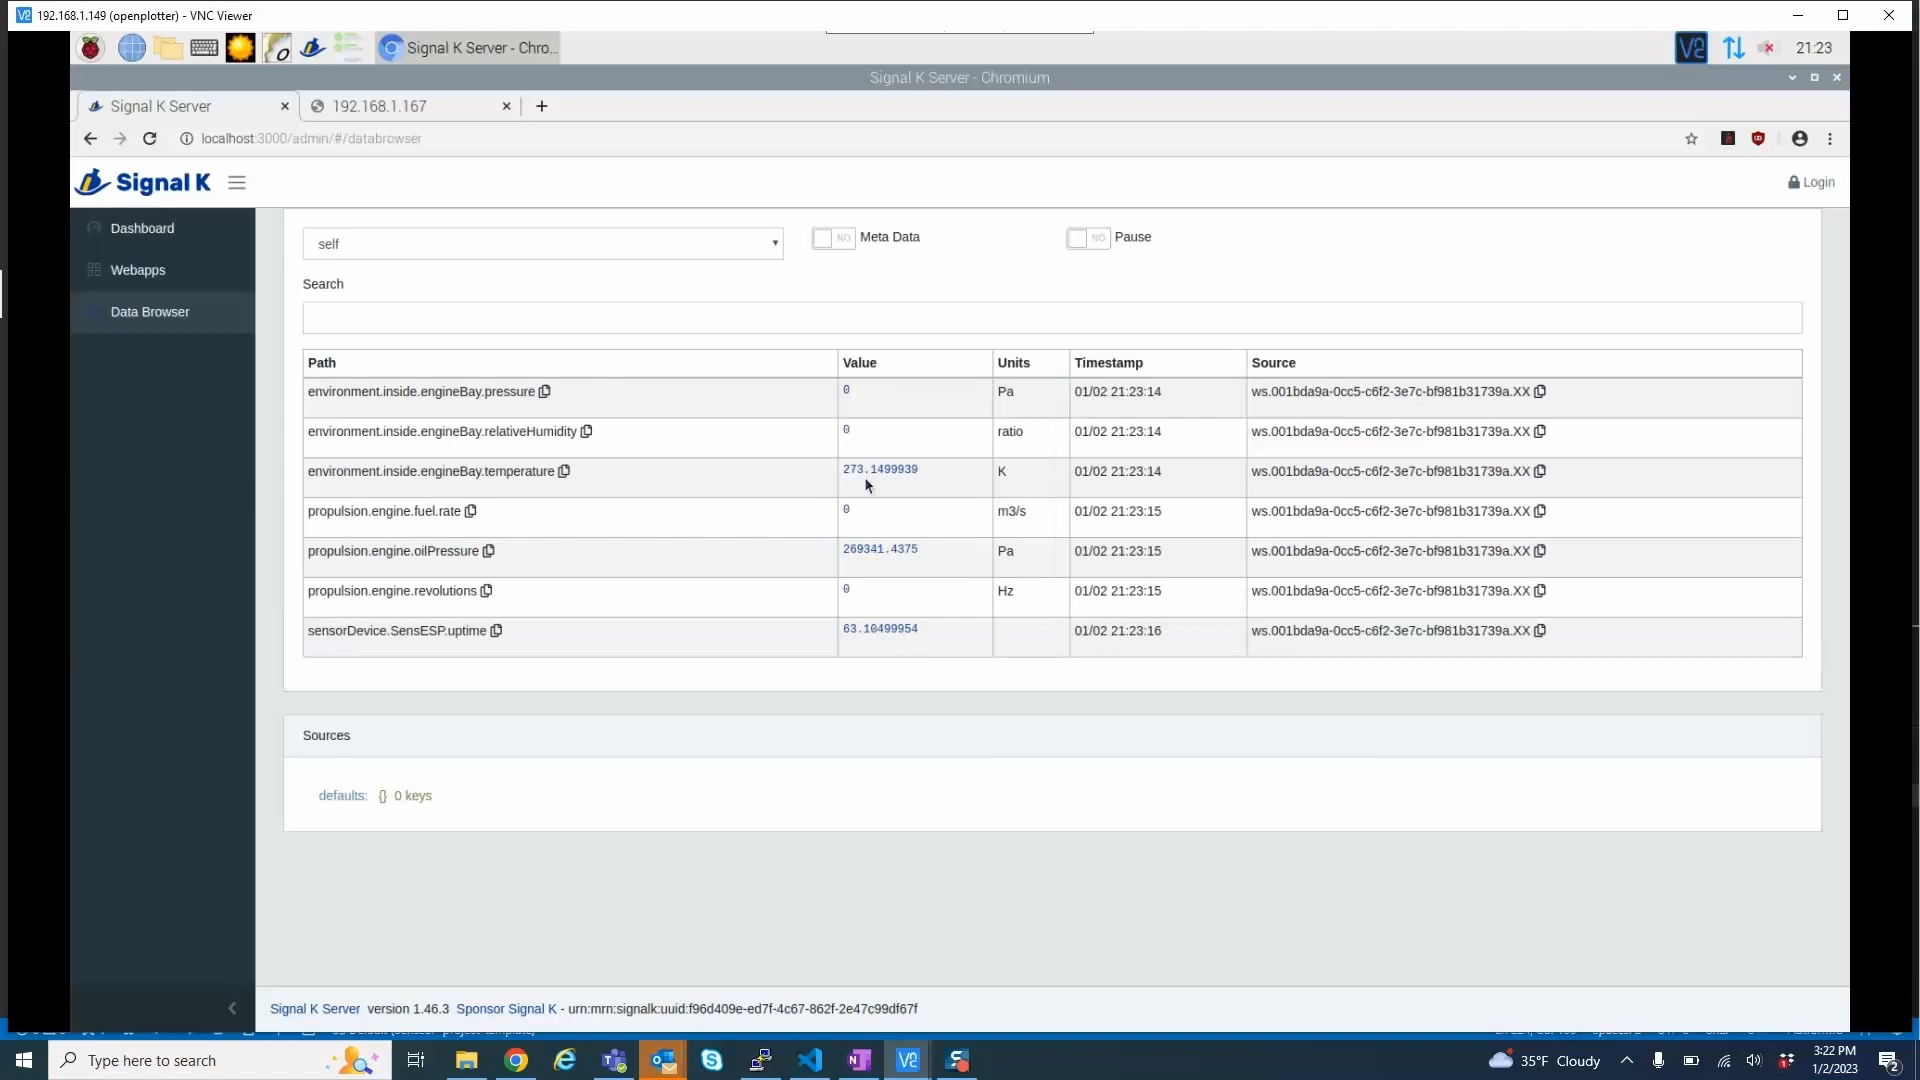 192.168.1.149 (openplotter) - VNC Viewer
Signal K Server - Chro...
21:23
Signal K Server - Chromium
Signal K Server
192.168.1.167
localhost:3000/admin/#/databrowser
Signal K
Login
Dashboard
Webapps
Data Browser
self
NO Meta Data
NO Pause
Search
Path Value Units Timestamp Source
environment.inside.engineBay.pressure 0 Pa 01/02 21:23:14 ws.001bda9a-0cc5-c6f2-3e7c-bf981b31739a.XX
environment.inside.engineBay.relativeHumidity 0 ratio 01/02 21:23:14 ws.001bda9a-0cc5-c6f2-3e7c-bf981b31739a.XX
environment.inside.engineBay.temperature 273.1499939 K 01/02 21:23:14 ws.001bda9a-0cc5-c6f2-3e7c-bf981b31739a.XX
propulsion.engine.fuel.rate 0 m3/s 01/02 21:23:15 ws.001bda9a-0cc5-c6f2-3e7c-bf981b31739a.XX
propulsion.engine.oilPressure 269341.4375 Pa 01/02 21:23:15 ws.001bda9a-0cc5-c6f2-3e7c-bf981b31739a.XX
propulsion.engine.revolutions 0 Hz 01/02 21:23:15 ws.001bda9a-0cc5-c6f2-3e7c-bf981b31739a.XX
sensorDevice.SensESP.uptime 63.10499954 01/02 21:23:16 ws.001bda9a-0cc5-c6f2-3e7c-bf981b31739a.XX
Sources
defaults: {} 0 keys
Signal K Server version 1.46.3 Sponsor Signal K - urn:mrn:signalk:uuid:f96d409e-ed7f-4c67-862f-2e47c99df67f
Type here to search
35°F Cloudy
3:22 PM
1/2/2023
2